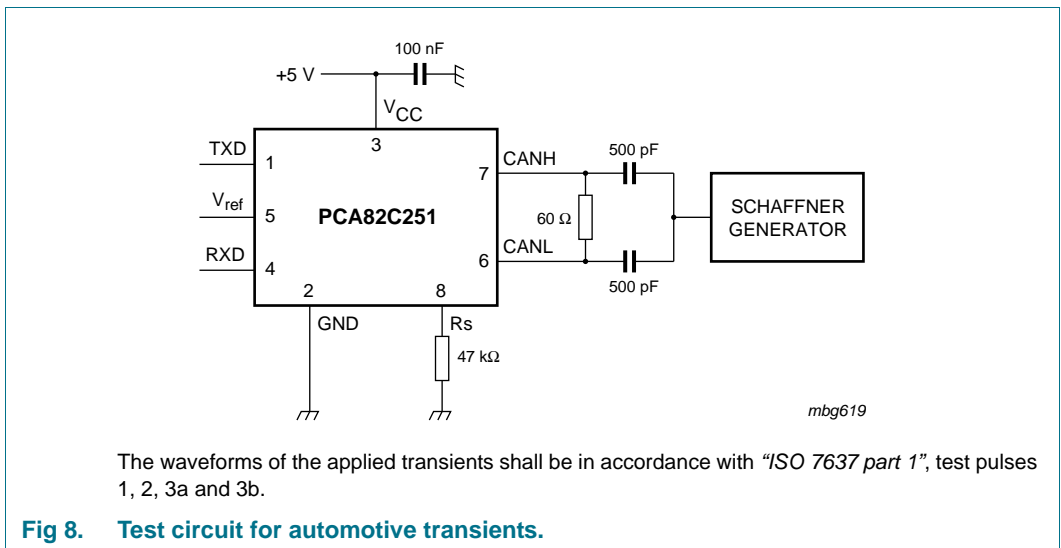 100 nF
+5 V
VCC
3
TXD
1
Vref
5
RXD
4
PCA82C251
7
CANH
6
CANL
500 pF
60 Ω
500 pF
SCHAFFNER
GENERATOR
2
GND
8
Rs
47 kΩ
mbg619
The waveforms of the applied transients shall be in accordance with “ISO 7637 part 1”, test pulses
1, 2, 3a and 3b.
Fig 8. Test circuit for automotive transients.